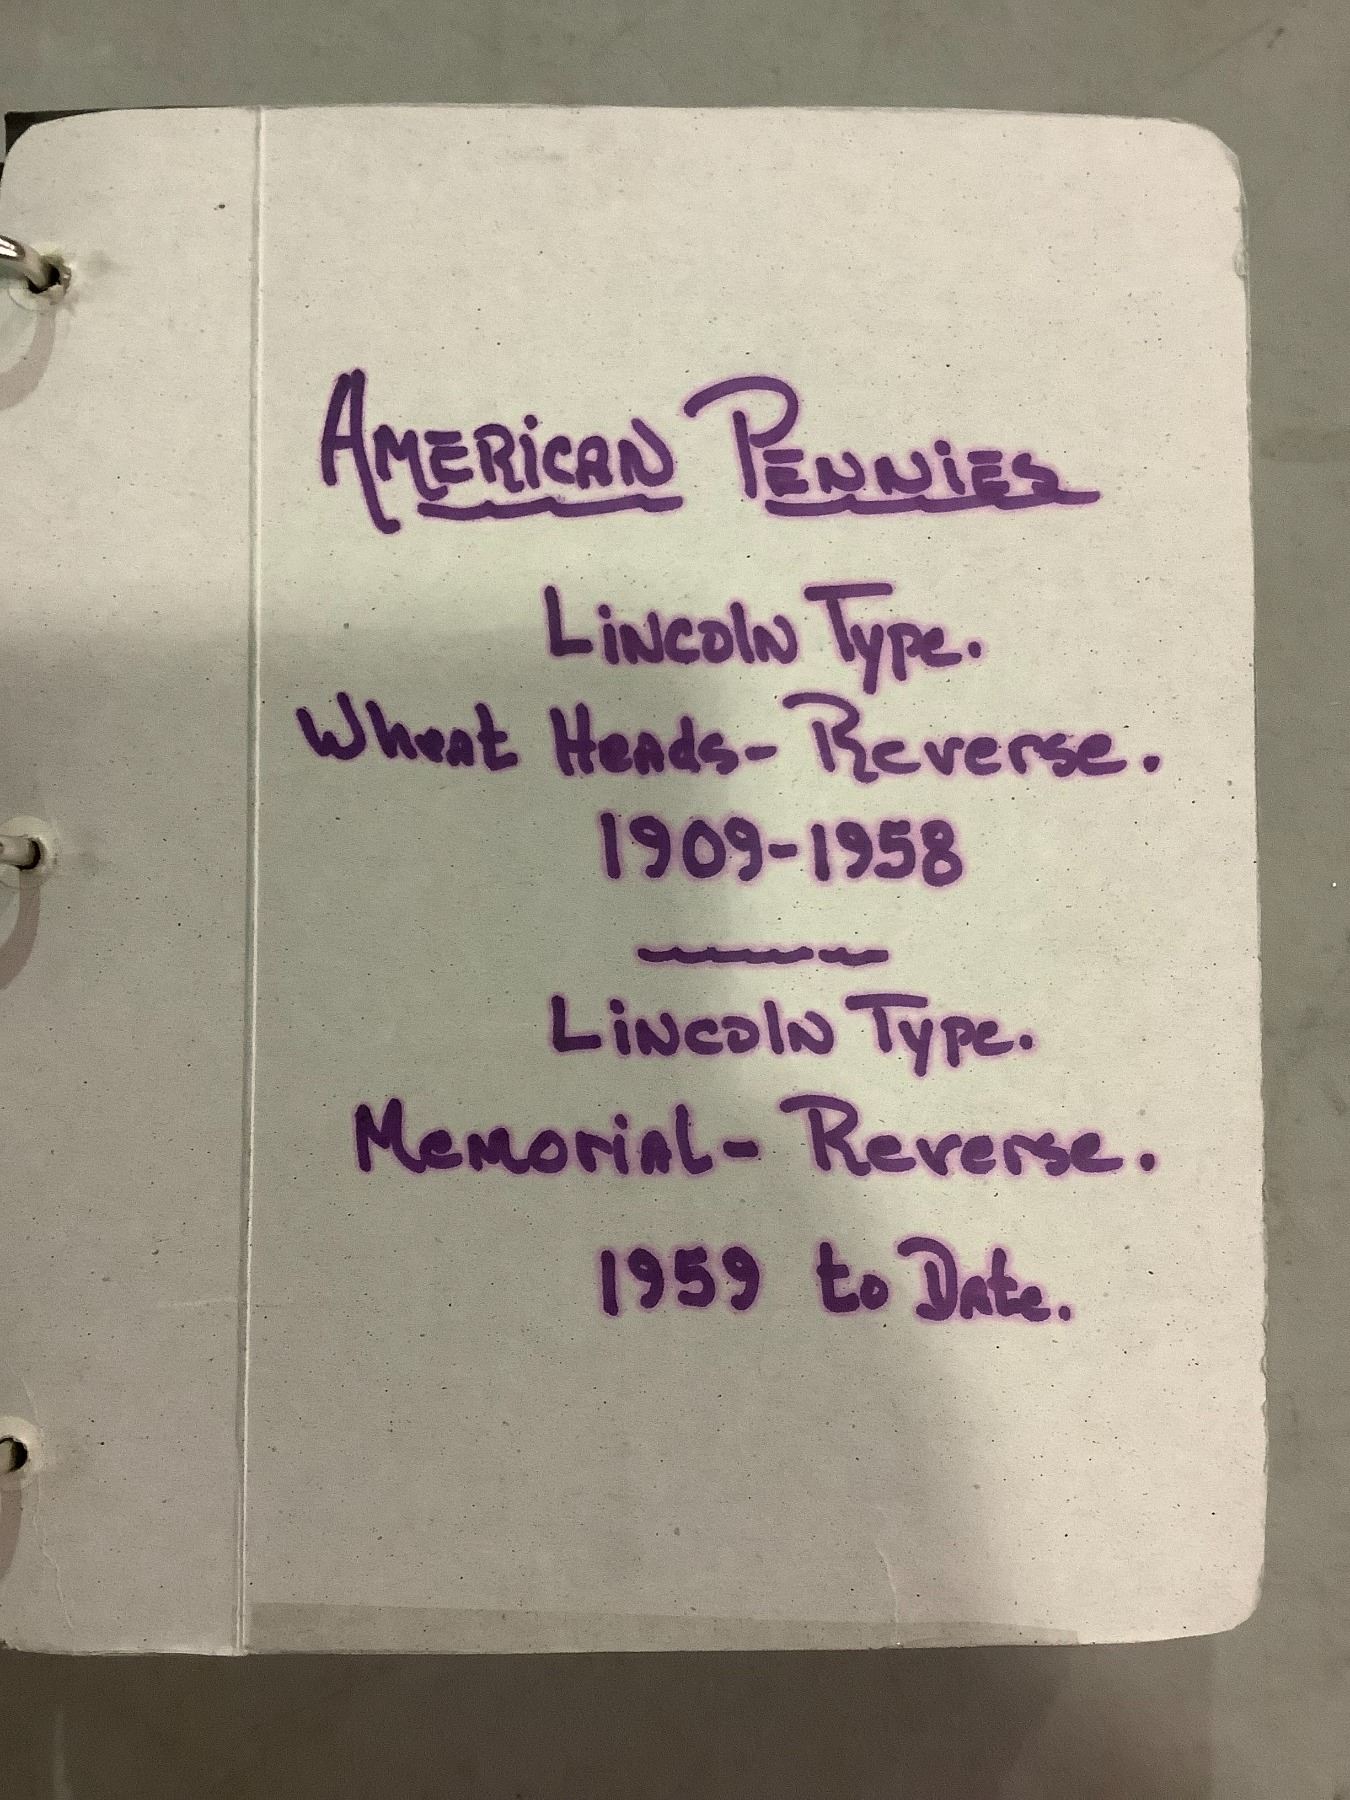 American Pennies
Lincoln Type.
Wheat Heads- Reverse.
1909-1958
Lincoln Type.
Memorial- Reverse.
1959 to Date.